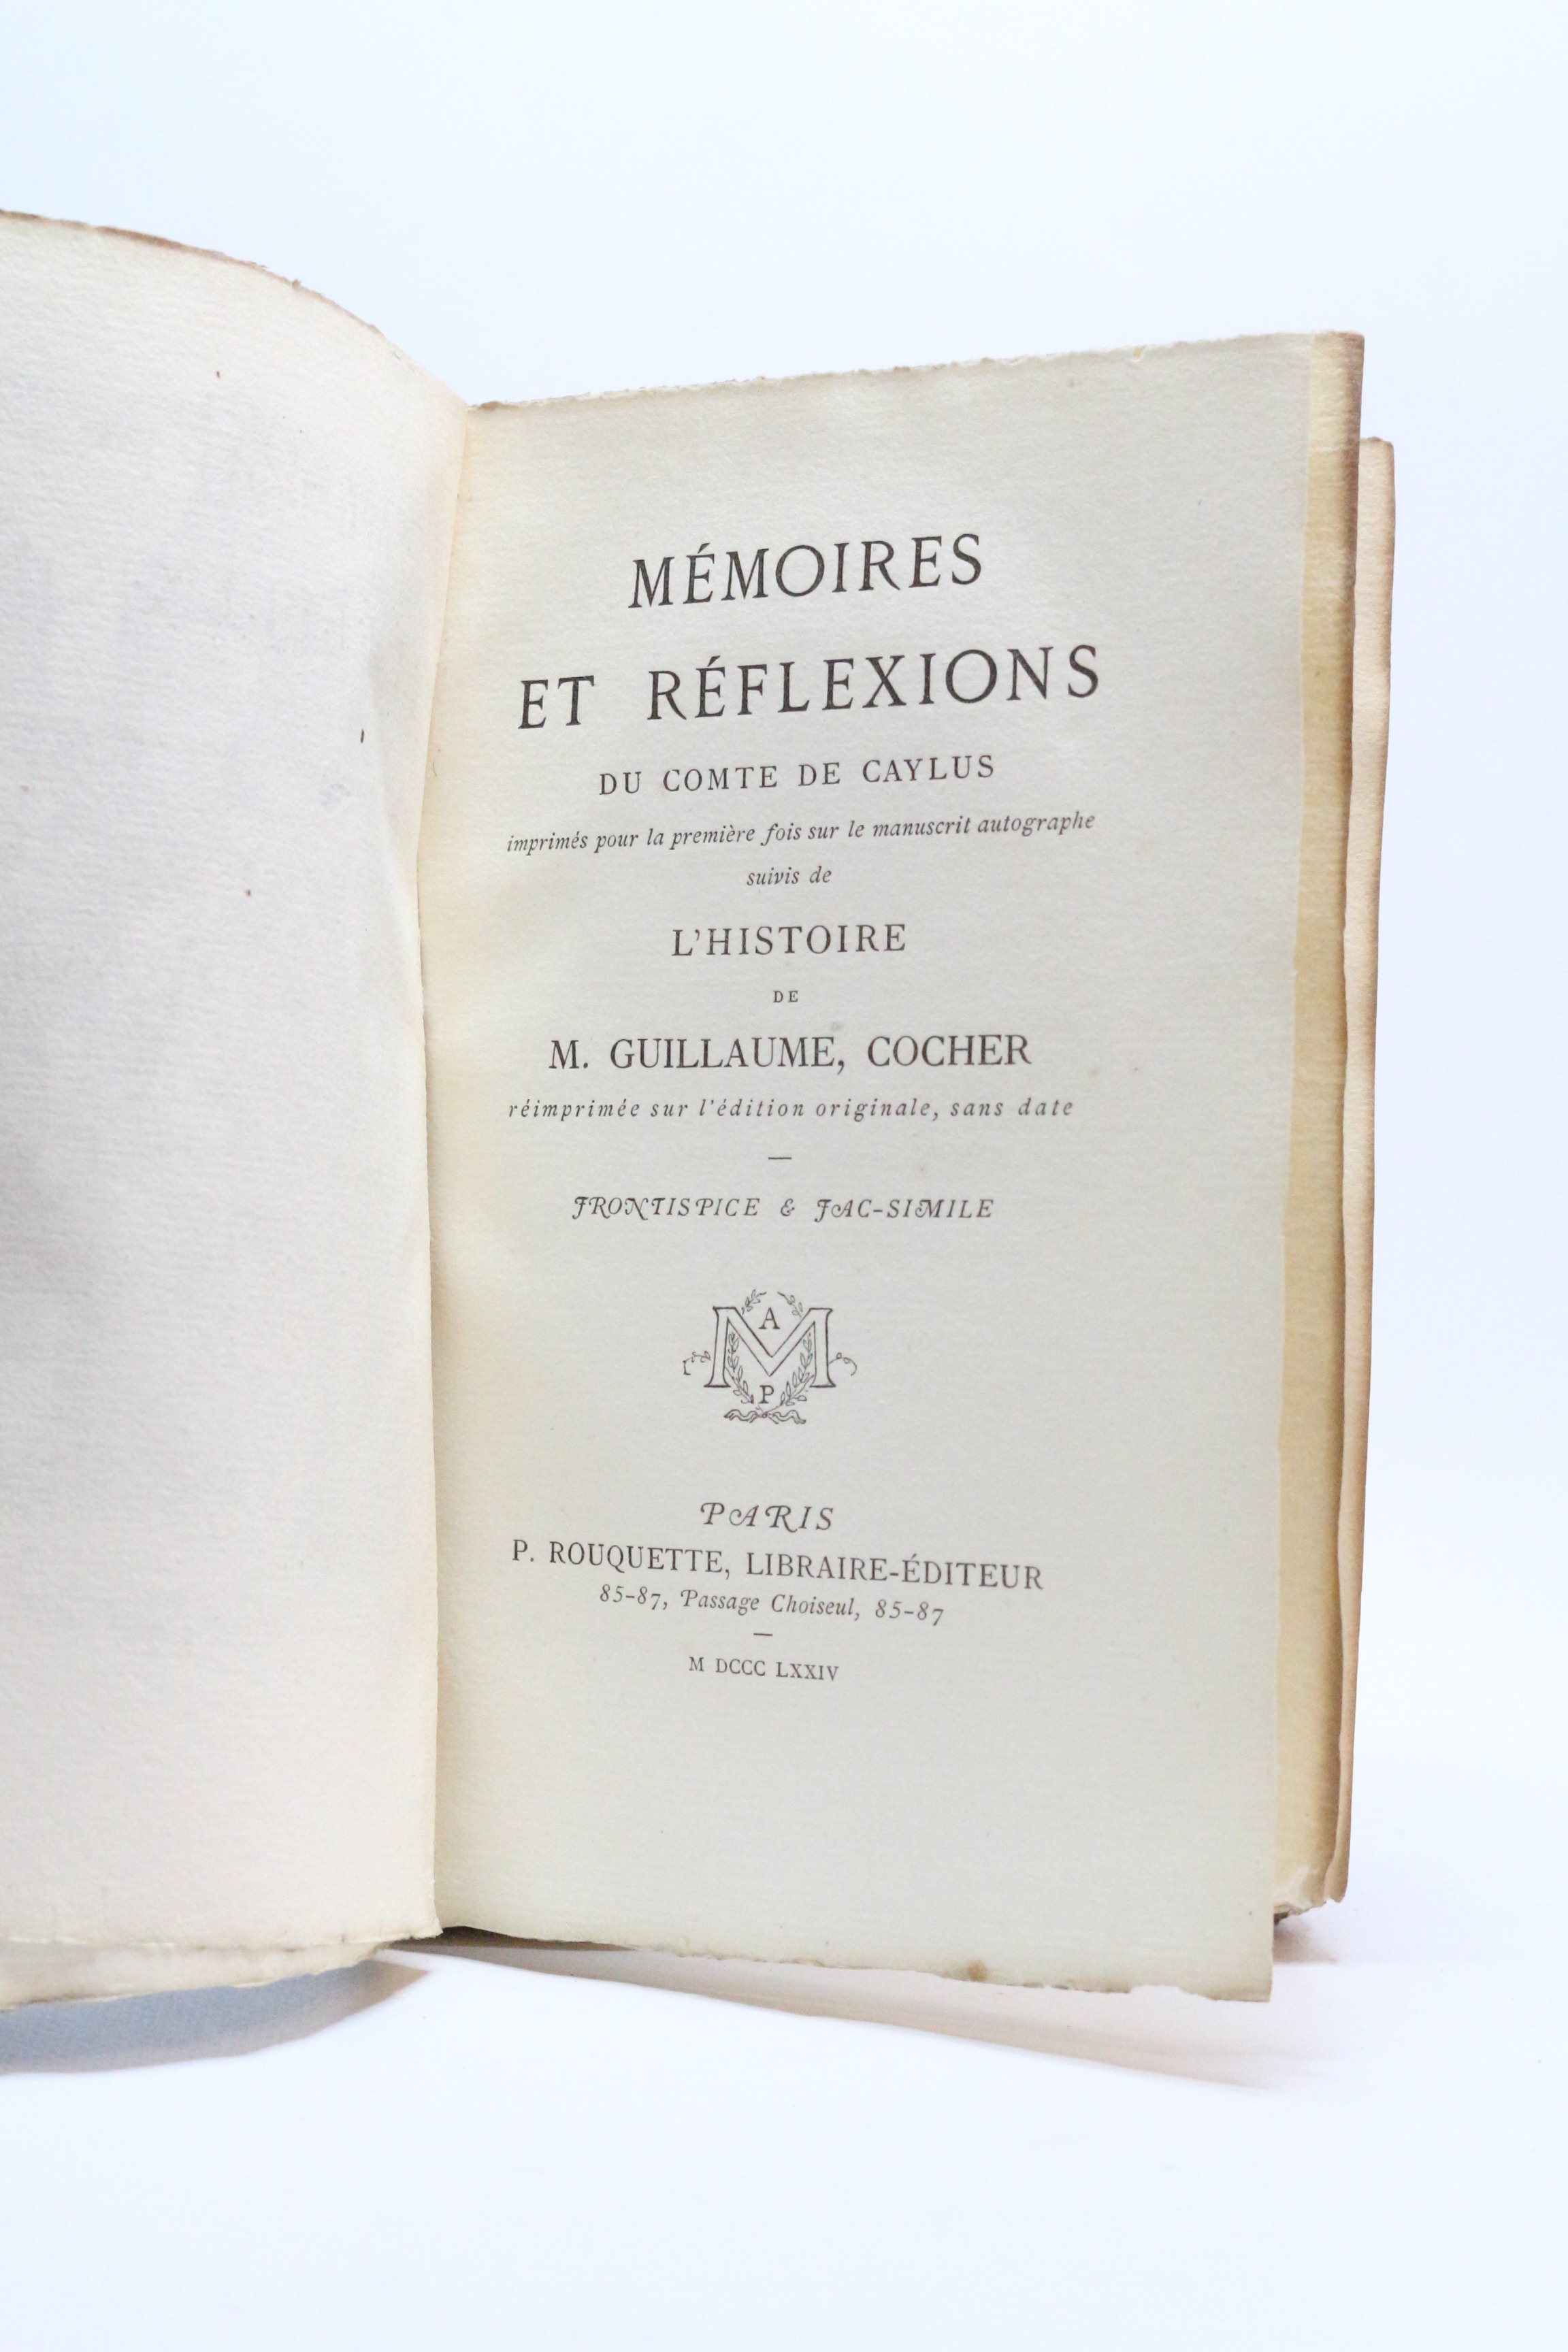 MÉMOIRES
ET RÉFLEXIONS
DU COMTE DE CAYLUS
imprimés pour la première fois sur le manuscrit autographe
suivis de
L'HISTOIRE
DE
M. GUILLAUME, COCHER
réimprimée sur l'édition originale, sans date
—
FRONTISPICE & FAC-SIMILE
A
M
P
PARIS
P. ROUQUETTE, LIBRAIRE-ÉDITEUR
85-87, Passage Choiseul, 85-87
—
M DCCC LXXIV